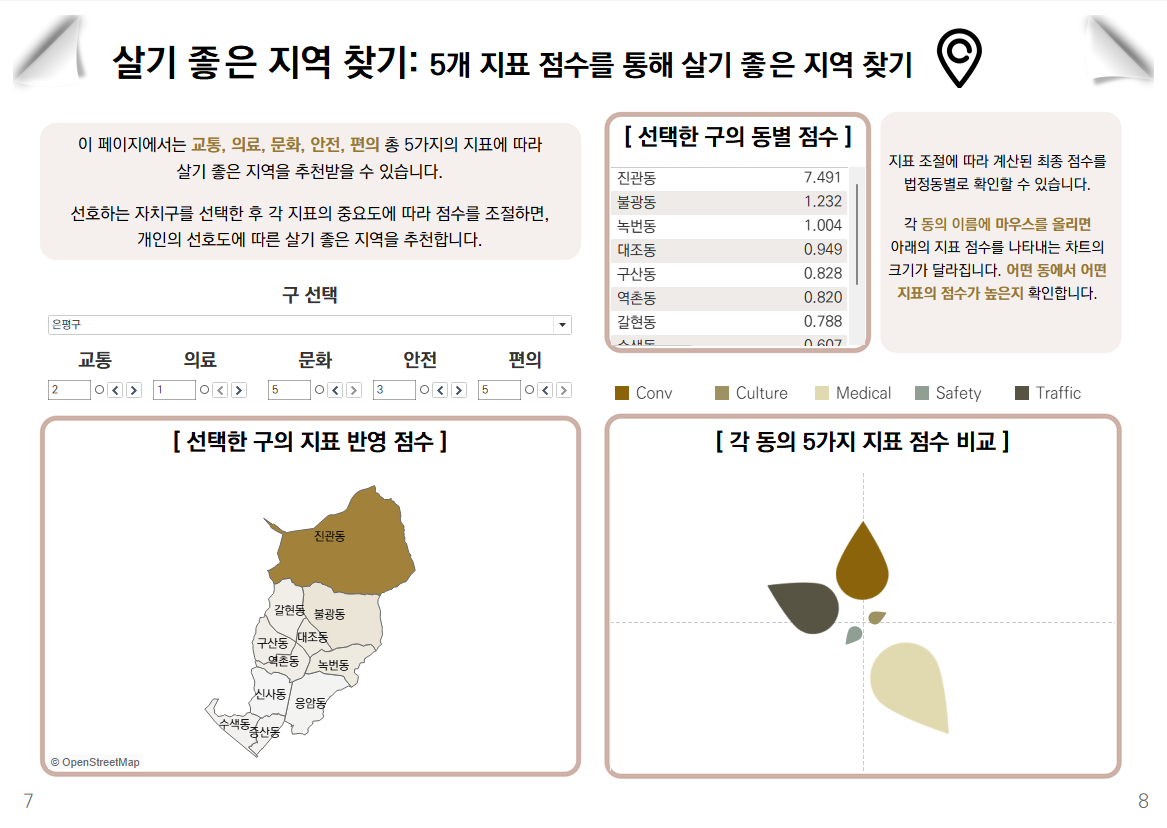 살기 좋은 지역 찾기: 5개 지표 점수를 통해 살기 좋은 지역 찾기
이 페이지에서는 교통, 의료, 문화, 안전, 편의 총 5가지의 지표에 따라
살기 좋은 지역을 추천받을 수 있습니다.
선호하는 자치구를 선택한 후 각 지표의 중요도에 따라 점수를 조절하면,
개인의 선호도에 따른 살기 좋은 지역을 추천합니다.
구 선택
은평구
교통 의료 문화 안전 편의
2 1 5 3 5
[ 선택한 구의 지표 반영 점수 ]
진관동
갈현동
불광동
대조동
구산동
역촌동
녹번동
신사동
응암동
수색동
증산동
© OpenStreetMap
7
[ 선택한 구의 동별 점수 ]
진관동 7.491
불광동 1.232
녹번동 1.004
대조동 0.949
구산동 0.828
역촌동 0.820
갈현동 0.788
수색동 0.607
지표 조절에 따라 계산된 최종 점수를
법정동별로 확인할 수 있습니다.
각 동의 이름에 마우스를 올리면
아래의 지표 점수를 나타내는 차트의
크기가 달라집니다. 어떤 동에서 어떤
지표의 점수가 높은지 확인합니다.
Conv Culture Medical Safety Traffic
[ 각 동의 5가지 지표 점수 비교 ]
8